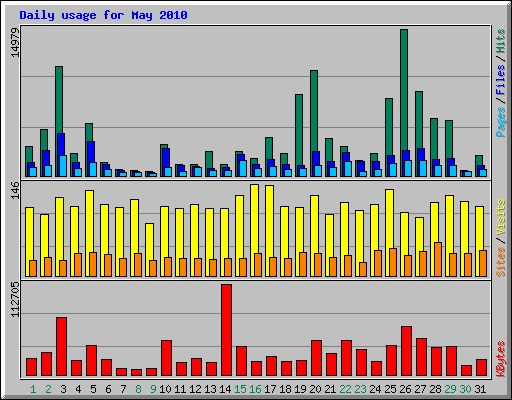 Daily usage for May 2010
14979
Pages / Files / Hits
146
Sites / Visits
112705
KBytes
1 2 3 4 5 6 7 8 9 10 11 12 13 14 15 16 17 18 19 20 21 22 23 24 25 26 27 28 29 30 31